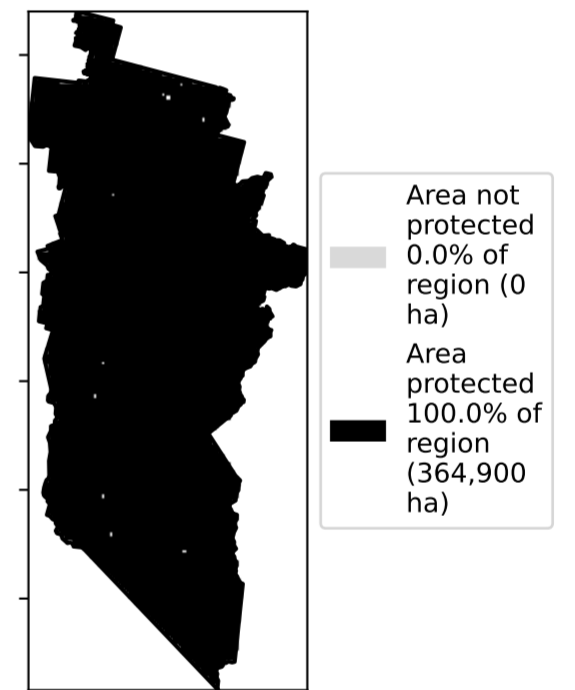 Area not
protected
0.0% of
region (0
ha)
Area
protected
100.0% of
region
(364,900
ha)